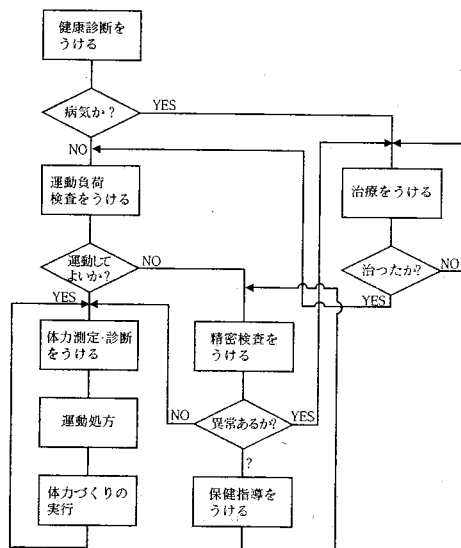 健康診断を
うける
病気か?
YES
NO
運動負荷
検査をうける
治療をうける
運動して
よいか?
NO
治つたか?
NO
YES
YES
体力測定・診断
をうける
精密検査を
うける
NO
異常あるか?
YES
運動処方
?
体力づくりの
実行
保健指導を
うける